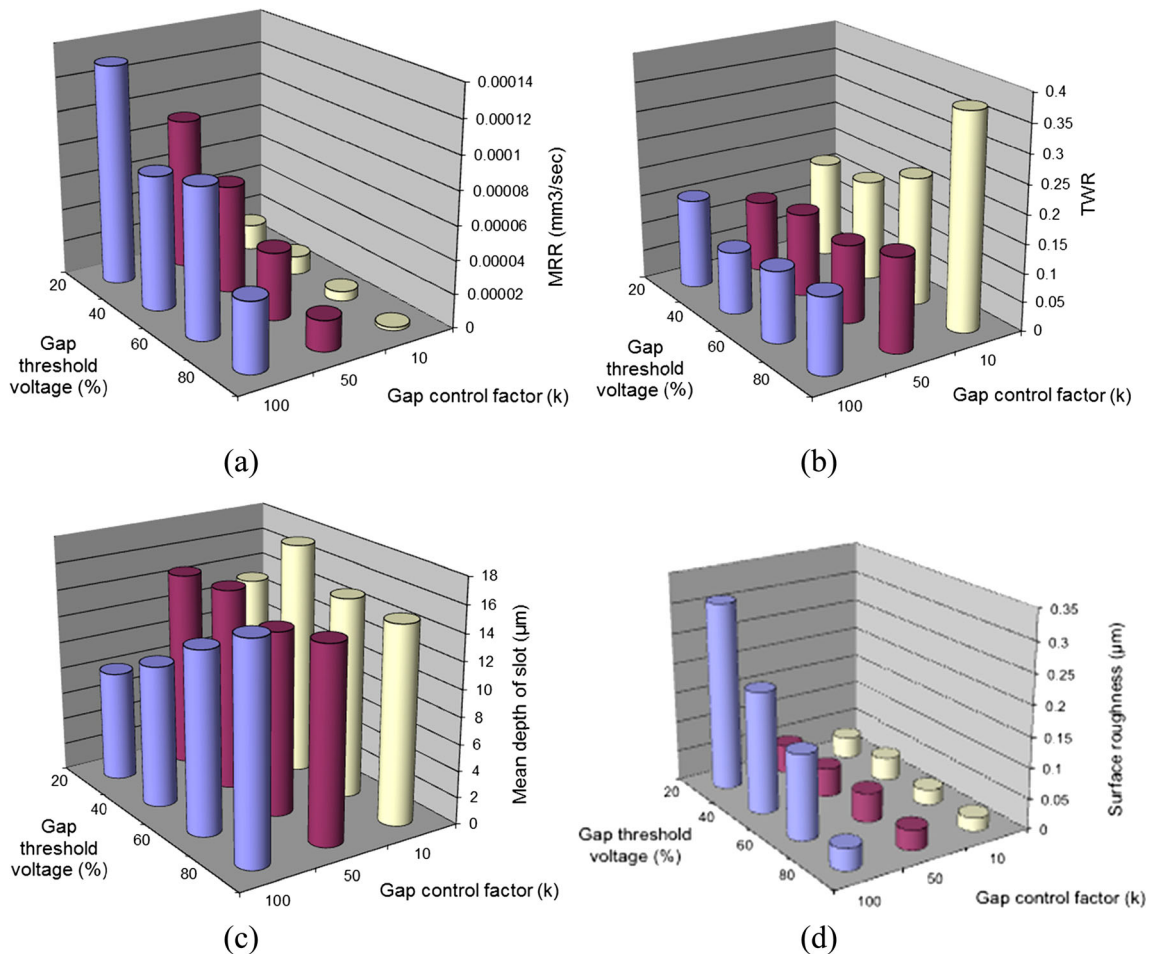 0.00014
0.00012
0.0001
0.00008
0.00006
0.00004
0.00002
0
MRR (mm3/sec)
20
40
60
80
Gap
threshold
voltage (%)
100
50
10
Gap control factor (k)
(a)
0.4
0.35
0.3
0.25
0.2
0.15
0.1
0.05
0
TWR
20
40
60
80
Gap
threshold
voltage (%)
100
50
10
Gap control factor (k)
(b)
18
16
14
12
10
8
6
4
2
0
Mean depth of slot (µm)
20
40
60
80
Gap
threshold
voltage (%)
100
50
10
Gap control factor (k)
(c)
0.35
0.3
0.25
0.2
0.15
0.1
0.05
0
Surface roughness (µm)
20
40
60
80
Gap threshold
voltage (%)
100
50
10
Gap control factor (k)
(d)